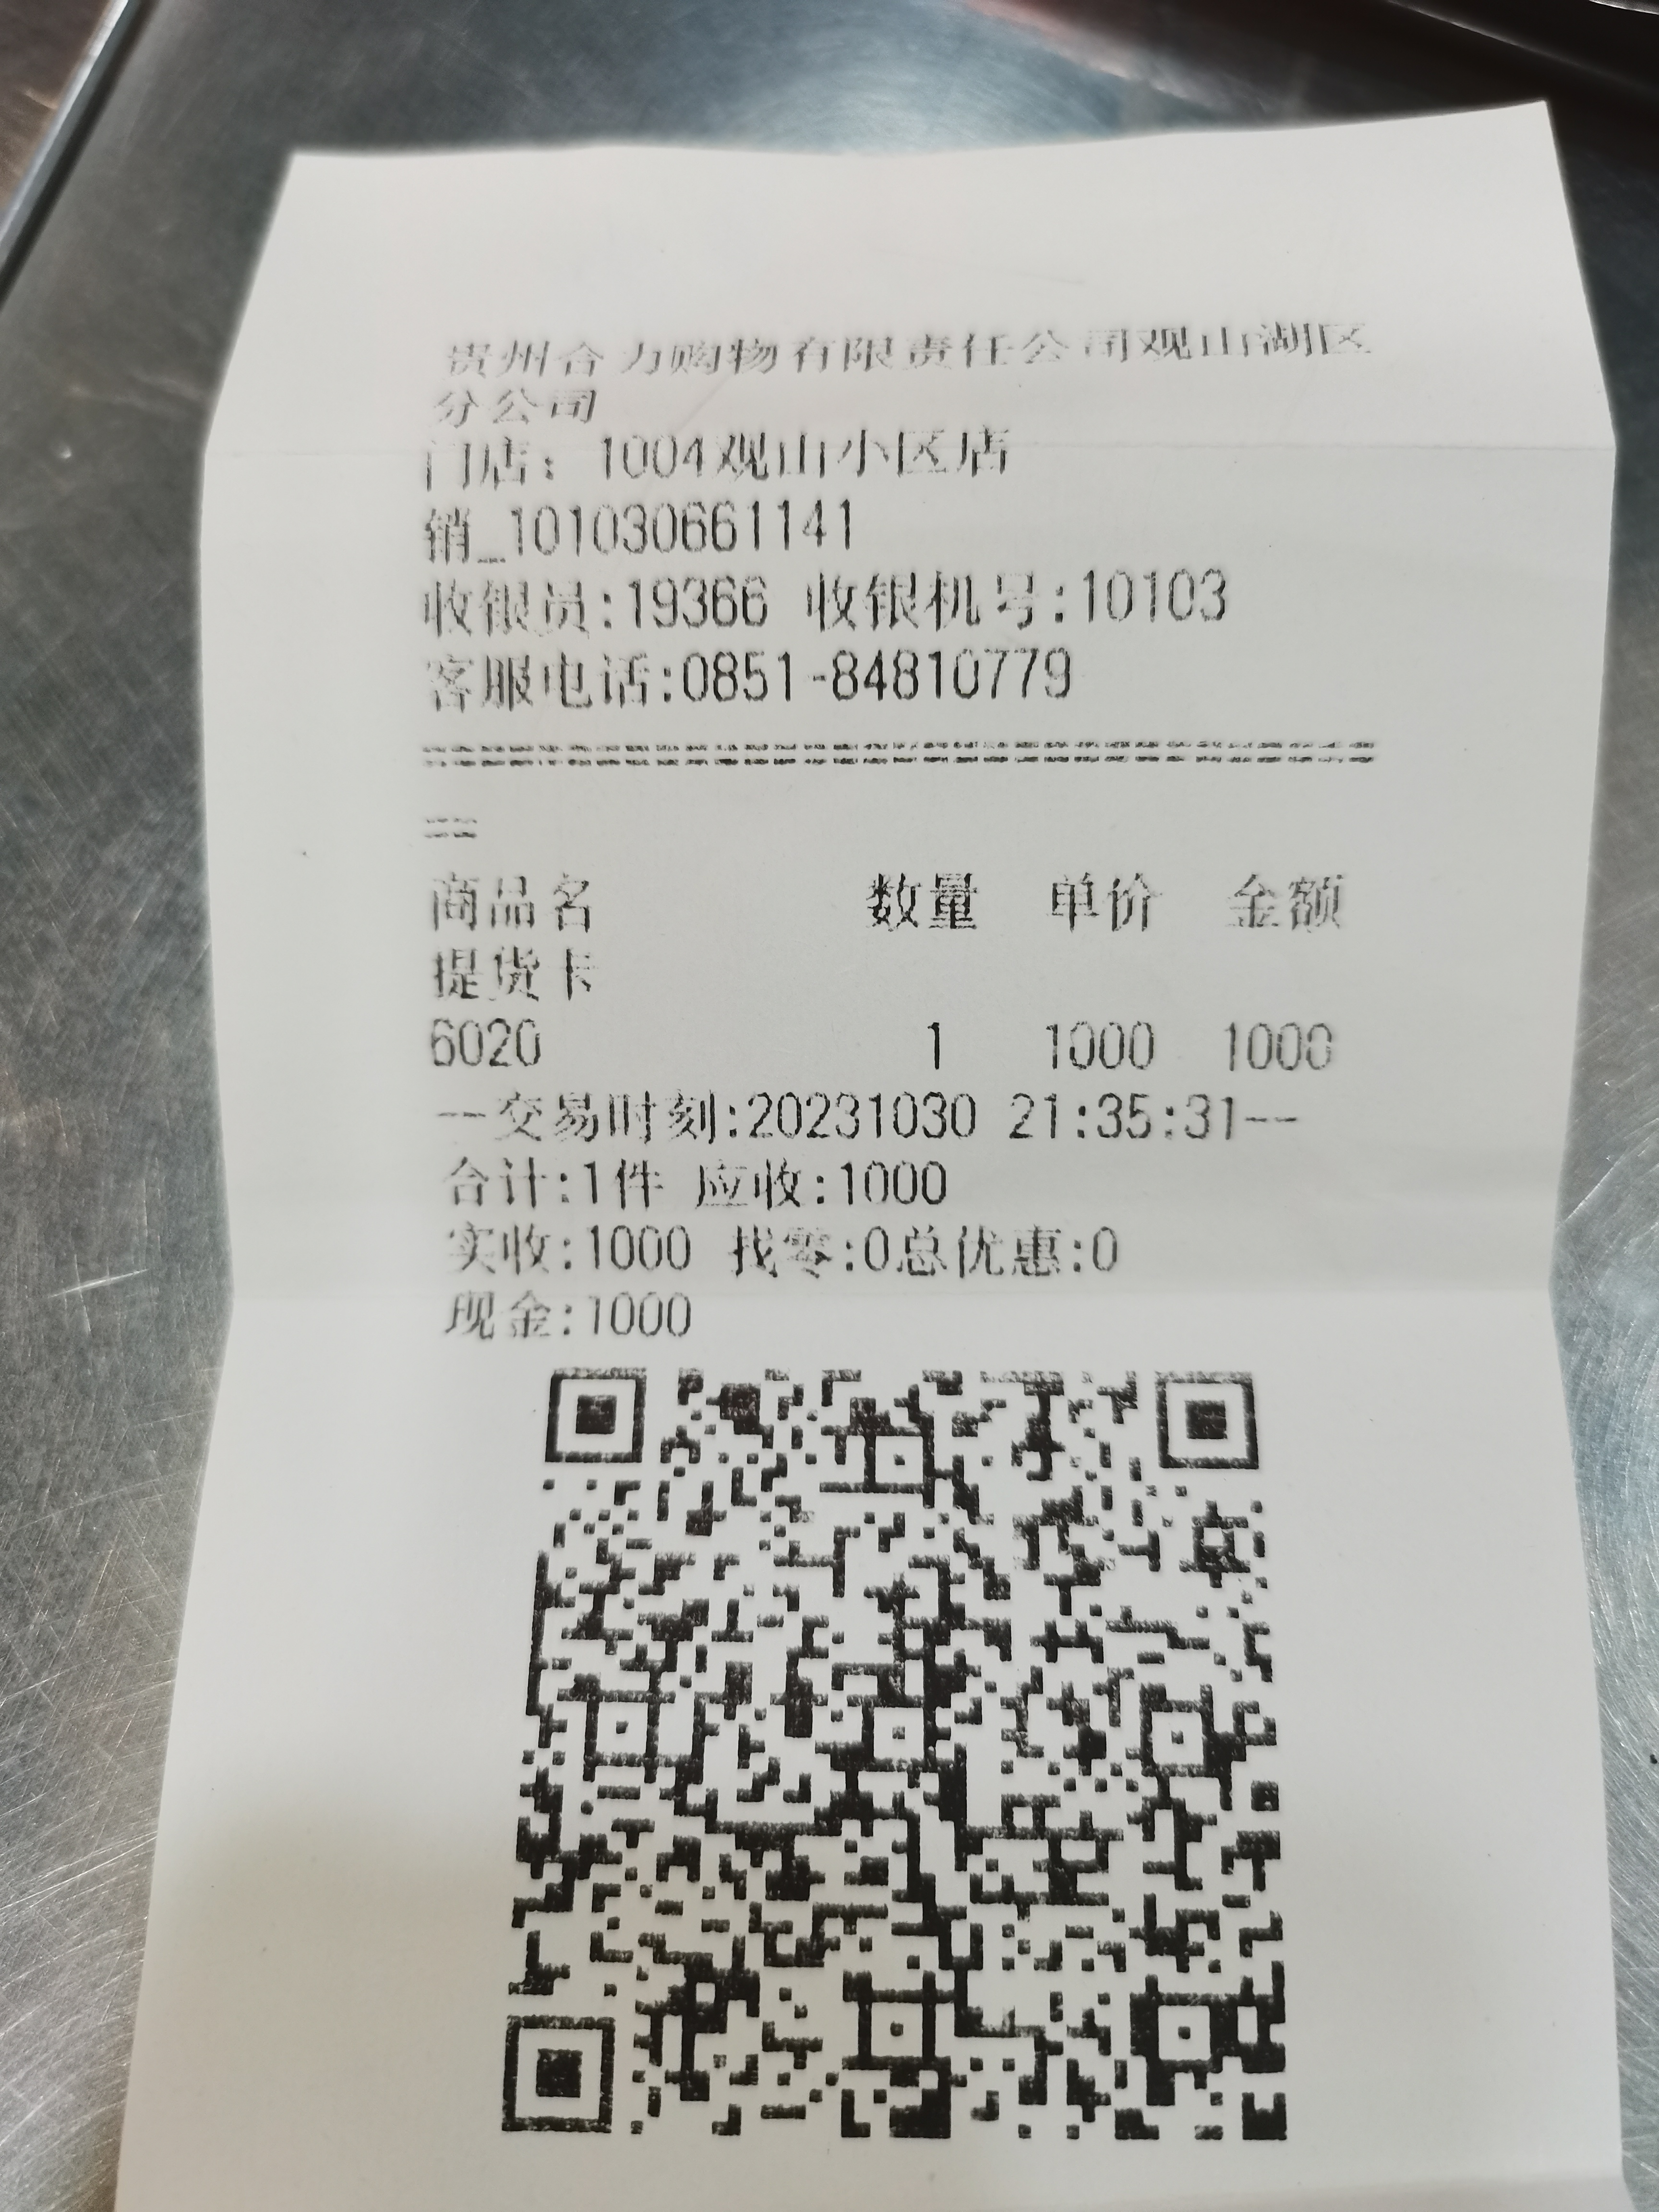 贵州合力购物有限责任公司观山湖区
分公司
门店：1004观山小区店
销_101030661141
收银员:19366 收银机号:10103
客服电话:0851-84810779
================================
==
商品名 数量 单价 金额
提货卡
6020 1 1000 1000
--交易时刻:20231030 21:35:31--
合计:1件 应收:1000
实收:1000 找零:0总优惠:0
现金:1000